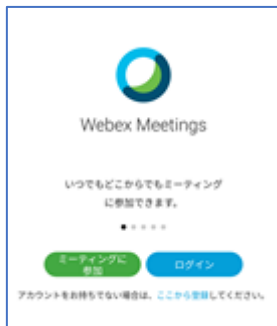 Webex Meetings
いつでもどこからでもミーティング
に参加できます。
ミーティングに
参加
ログイン
アカウントをお持ちでない場合は、ここから登録してください。